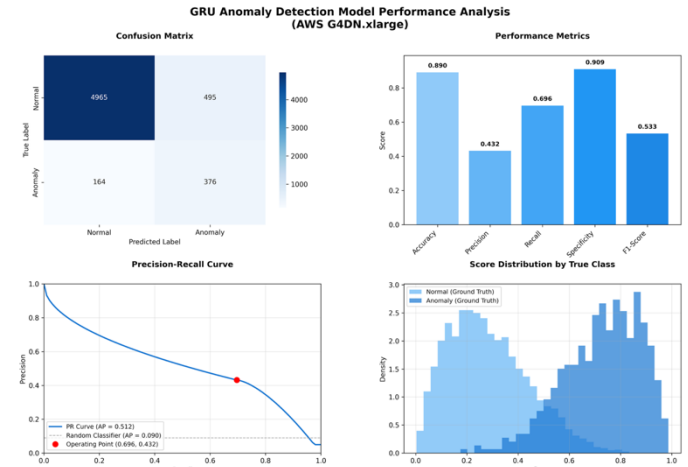 GRU Anomaly Detection Model Performance Analysis
(AWS G4DN.xlarge)
Confusion Matrix
4965
495
164
376
Normal
Anomaly
True Label
Normal
Anomaly
Predicted Label
4000
3000
2000
1000
Performance Metrics
0.890
0.432
0.696
0.909
0.533
0.8
0.6
0.4
0.2
0.0
Score
Accuracy
Precision
Recall
Specificity
F1-Score
Precision-Recall Curve
1.0
0.8
0.6
0.4
0.2
0.0
Precision
PR Curve (AP = 0.512)
Random Classifier (AP = 0.090)
Operating Point (0.696, 0.432)
0.0
0.2
0.4
0.6
0.8
1.0
Score Distribution by True Class
Normal (Ground Truth)
Anomaly (Ground Truth)
3.0
2.5
2.0
1.5
1.0
0.5
0.0
Density
0.0
0.2
0.4
0.6
0.8
1.0